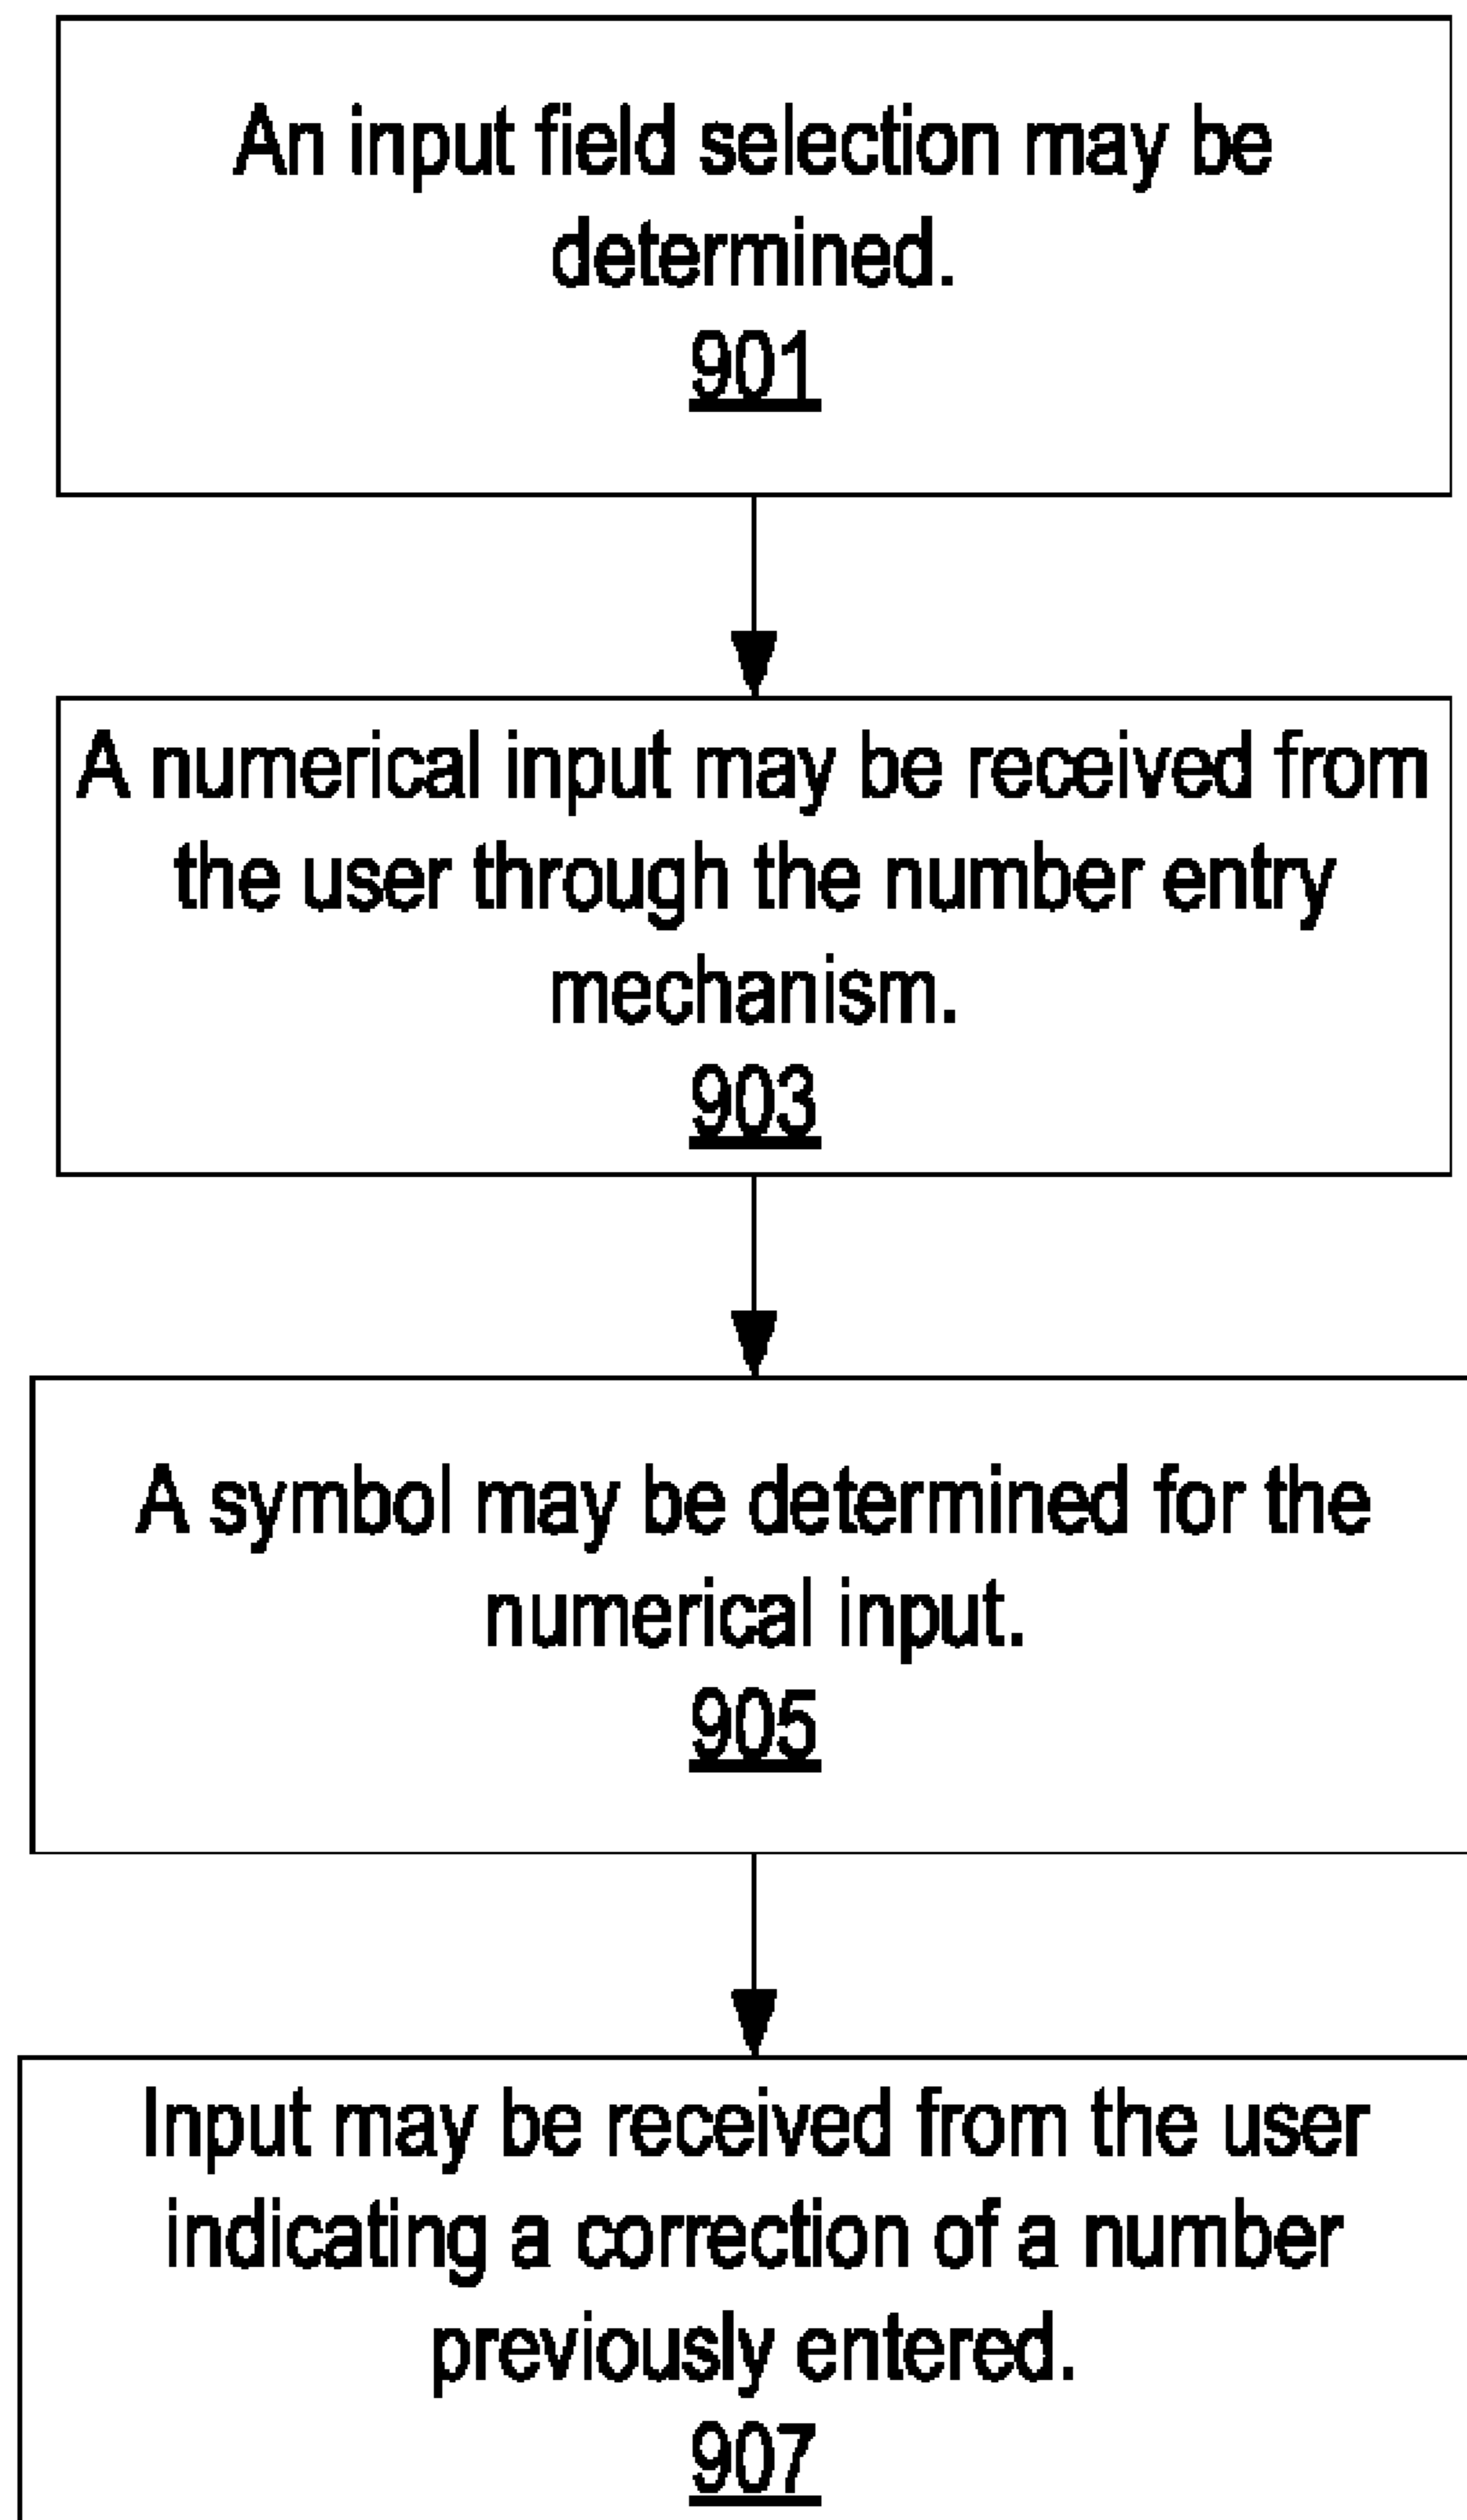 An input field selection may be
determined.
901
A numerical input may be received from
the user through the number entry
mechanism.
903
A symbol may be determined for the
numerical input.
905
Input may be received from the user
indicating a correction of a number
previously entered.
907